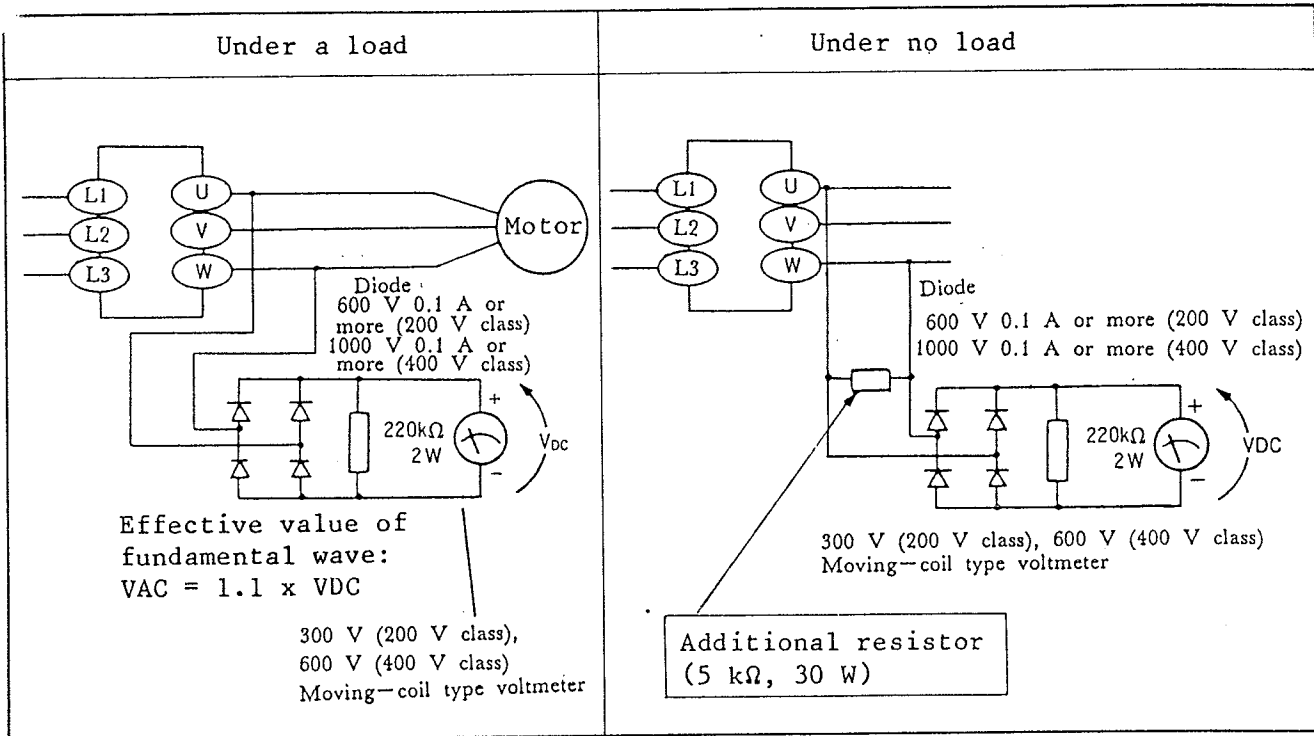 Under a load
L1
L2
L3
U
V
W
Motor
Diode
600 V 0.1 A or
more (200 V class)
1000 V 0.1 A or
more (400 V class)
220kΩ
2W
+
−
VDC
Effective value of
fundamental wave:
VAC = 1.1 x VDC
300 V (200 V class),
600 V (400 V class)
Moving-coil type voltmeter
Under no load
L1
L2
L3
U
V
W
Diode
600 V 0.1 A or more (200 V class)
1000 V 0.1 A or more (400 V class)
220kΩ
2W
+
−
VDC
300 V (200 V class), 600 V (400 V class)
Moving-coil type voltmeter
Additional resistor
(5 kΩ, 30 W)